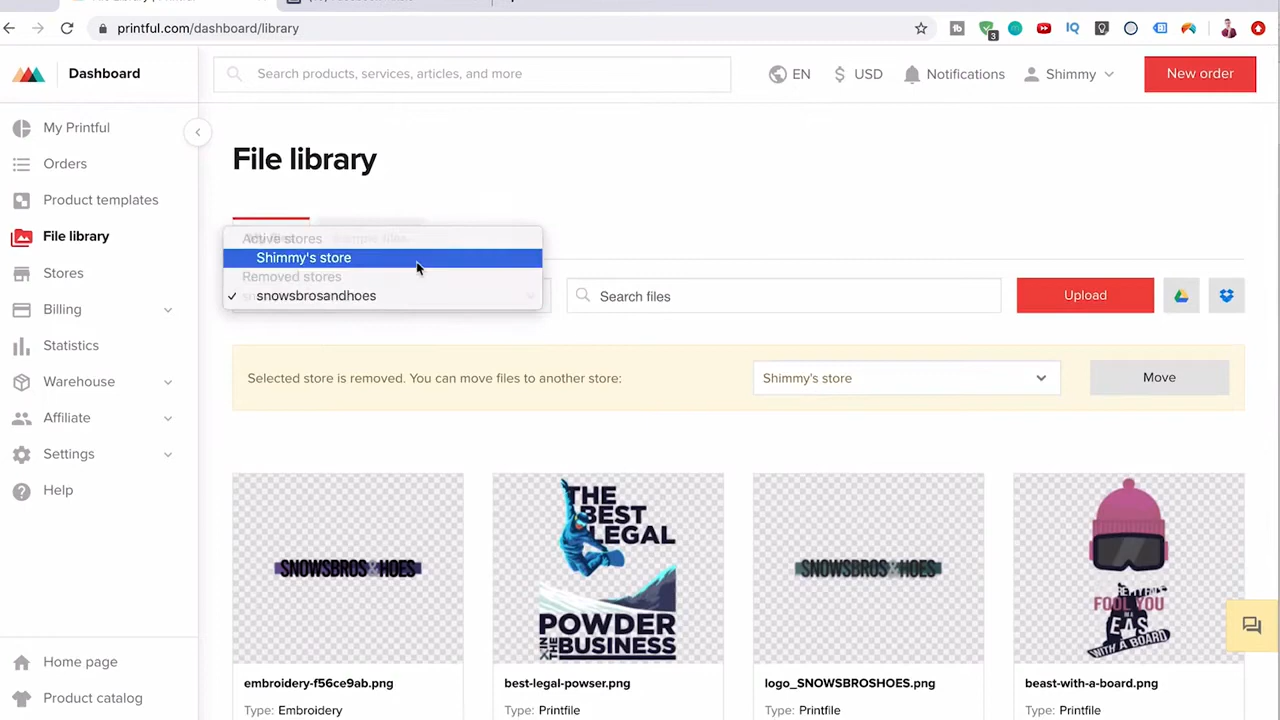 printful.com/dashboard/library
3
Dashboard
Search products, services, articles, and more
EN
USD
Notifications
Shimmy
New order
My Printful
Orders
Product templates
File library
Stores
Billing
Statistics
Warehouse
Affiliate
Settings
Help
Home page
Product catalog
File library
Active stores
Shimmy's store
Removed stores
snowsbrosandhoes
Search files
Upload
Selected store is removed. You can move files to another store:
Shimmy's store
Move
SNOWSBROS HOES
THE
BEST
LEGAL
POWDER
IN THE BUSINESS
SNOWSBROS HOES
FOOL YOU
WITH A BOARD
embroidery-f56ce9ab.png
Type: Embroidery
best-legal-powser.png
Type: Printfile
logo_SNOWSBROSHOES.png
Type: Printfile
beast-with-a-board.png
Type: Printfile